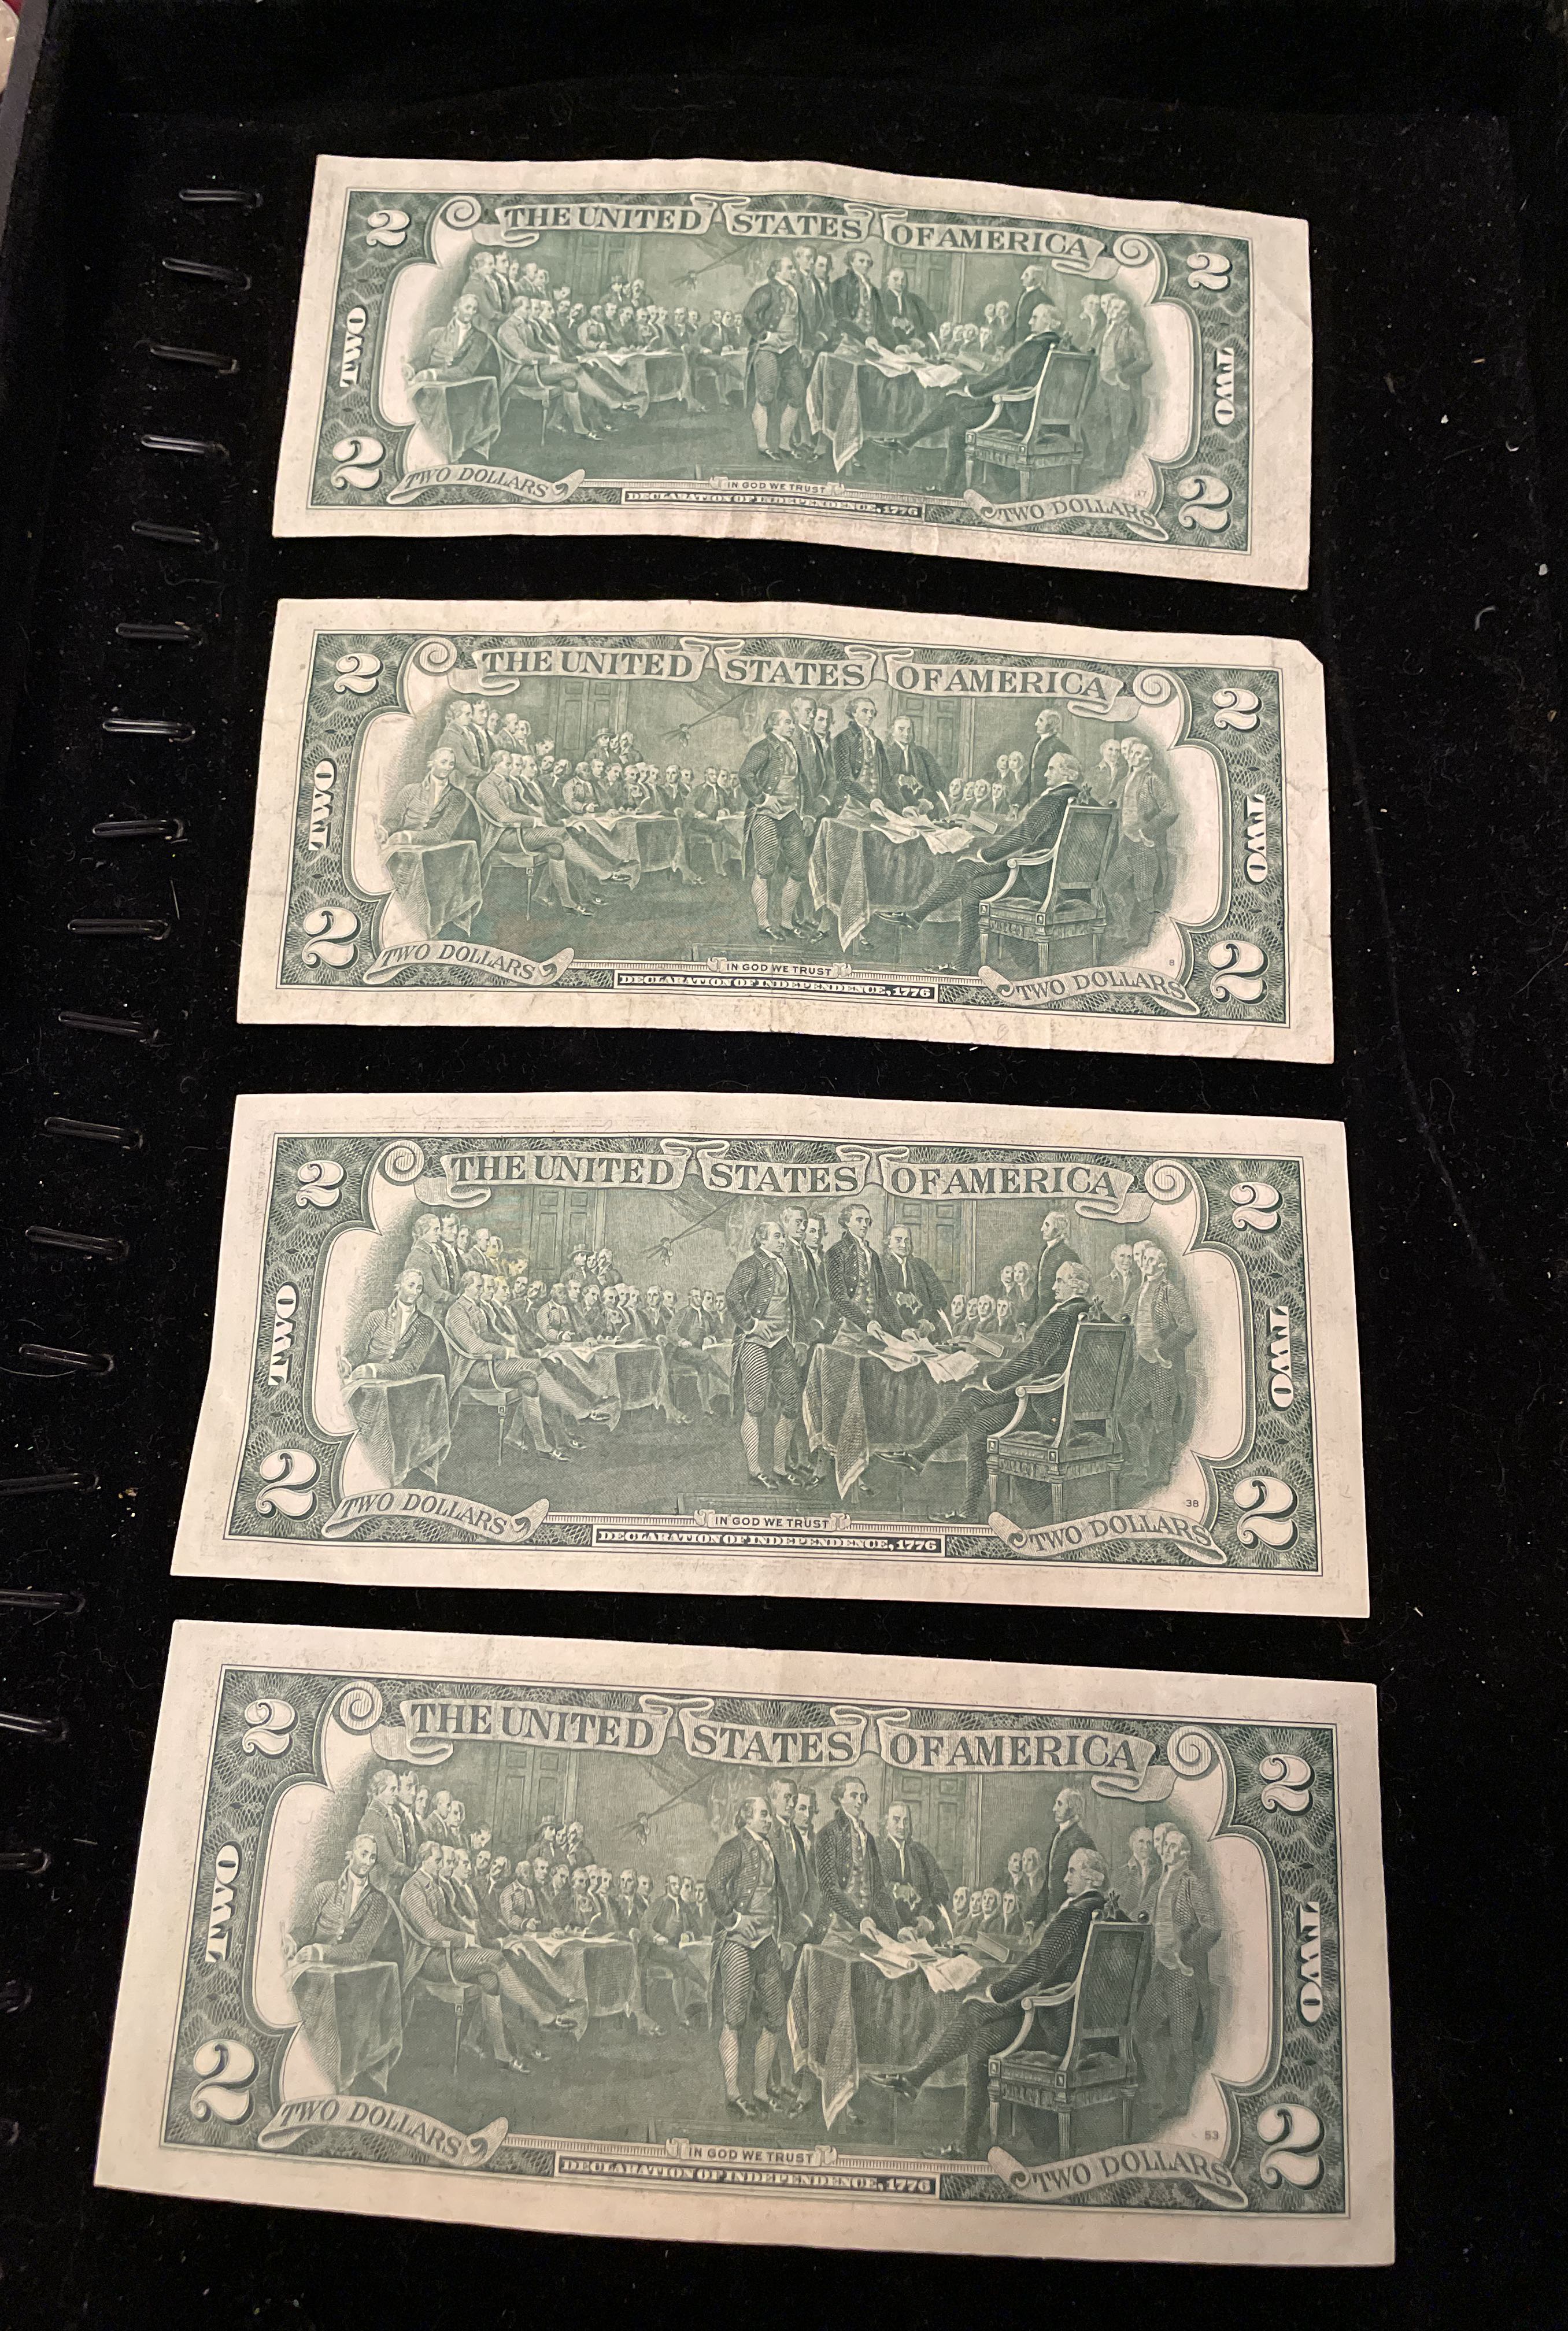 2 THE UNITED STATES OF AMERICA 2
TWO TWO
2 TWO DOLLARS IN GOD WE TRUST TWO DOLLARS 2
DECLARATION OF INDEPENDENCE, 1776
2 THE UNITED STATES OF AMERICA 2
TWO TWO
8
2 TWO DOLLARS IN GOD WE TRUST TWO DOLLARS 2
DECLARATION OF INDEPENDENCE, 1776
2 THE UNITED STATES OF AMERICA 2
TWO TWO
38
2 TWO DOLLARS IN GOD WE TRUST TWO DOLLARS 2
DECLARATION OF INDEPENDENCE, 1776
2 THE UNITED STATES OF AMERICA 2
TWO TWO
53
2 TWO DOLLARS IN GOD WE TRUST TWO DOLLARS 2
DECLARATION OF INDEPENDENCE, 1776